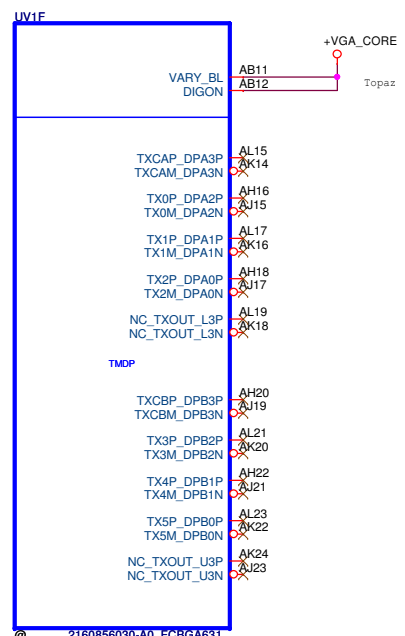 UV1F
+VGA_CORE
VARY_BL AB11
DIGON AB12
Topaz
TXCAP_DPA3P AL15
TXCAM_DPA3N AK14
TX0P_DPA2P AH16
TX0M_DPA2N AJ15
TX1P_DPA1P AL17
TX1M_DPA1N AK16
TX2P_DPA0P AH18
TX2M_DPA0N AJ17
NC_TXOUT_L3P AL19
NC_TXOUT_L3N AK18
TMDP
TXCBP_DPB3P AH20
TXCBM_DPB3N AJ19
TX3P_DPB2P AL21
TX3M_DPB2N AK20
TX4P_DPB1P AH22
TX4M_DPB1N AJ21
TX5P_DPB0P AL23
TX5M_DPB0N AK22
NC_TXOUT_U3P AK24
NC_TXOUT_U3N AJ23
@ 2160856030-A0_FCBGA631